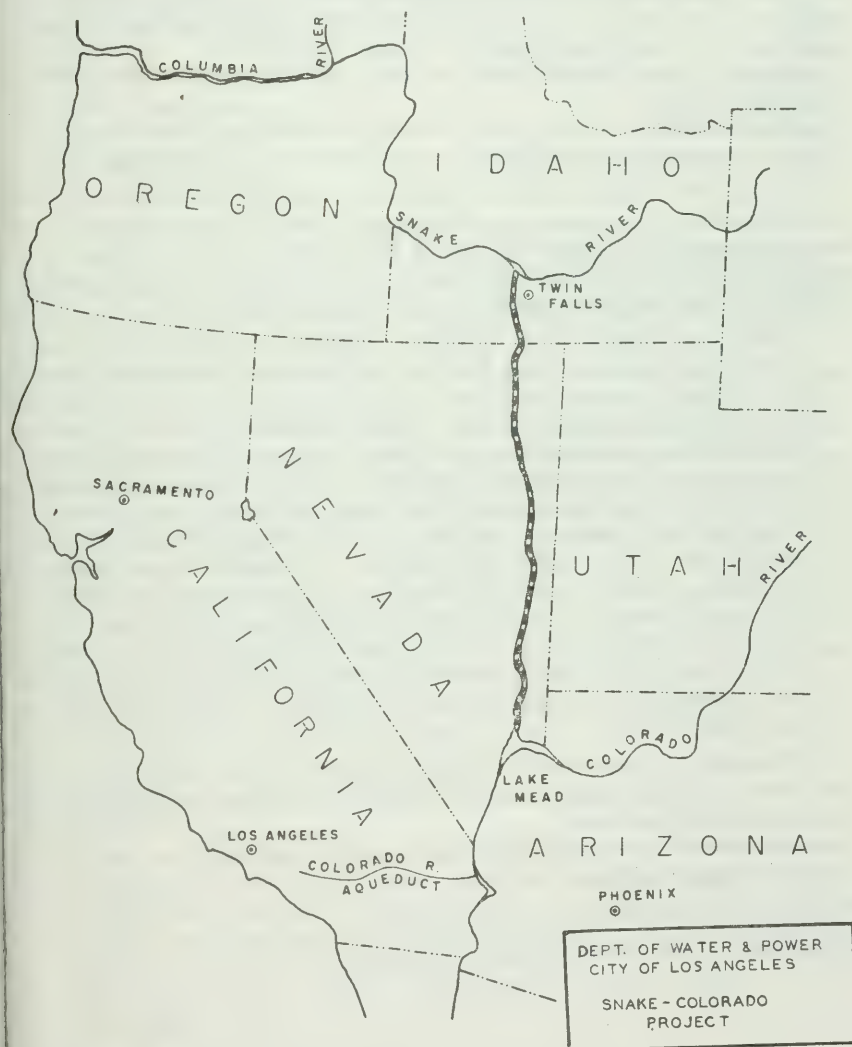 COLUMBIA RIVER
OREGON
IDAHO
SNAKE RIVER
TWIN
FALLS
SACRAMENTO
NEVADA
CALIFORNIA
UTAH
COLORADO RIVER
LAKE
MEAD
LOS ANGELES
COLORADO R.
AQUEDUCT
ARIZONA
PHOENIX
DEPT. OF WATER & POWER
CITY OF LOS ANGELES
SNAKE - COLORADO
PROJECT